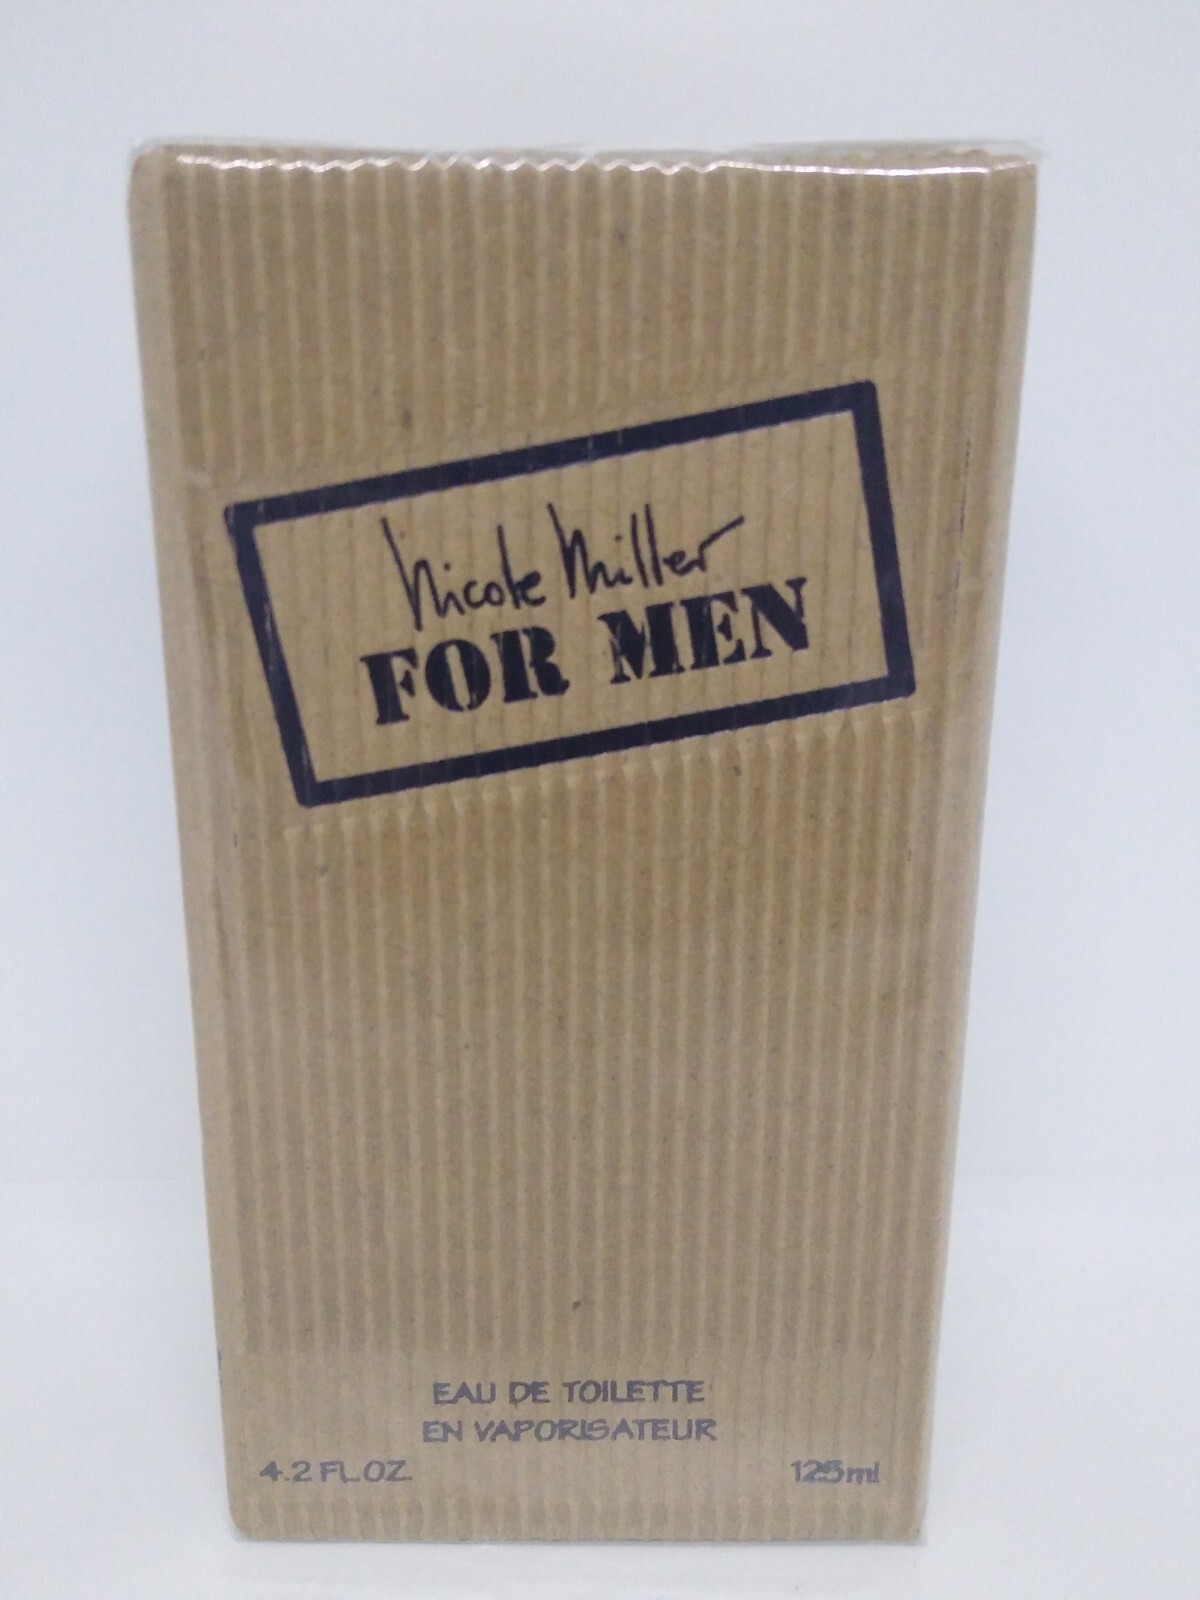 Nicole Miller
FOR MEN
EAU DE TOILETTE
EN VAPORISATEUR
4.2 FL OZ 125ml